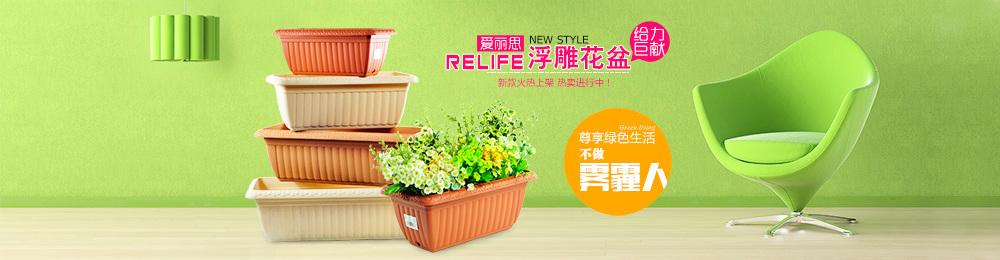 爱丽思 NEW STYLE
RELIFE 浮雕花盆
给力
巨献
新款火热上架 热卖进行中！
Green living
尊享绿色生活
不做
雾霾人